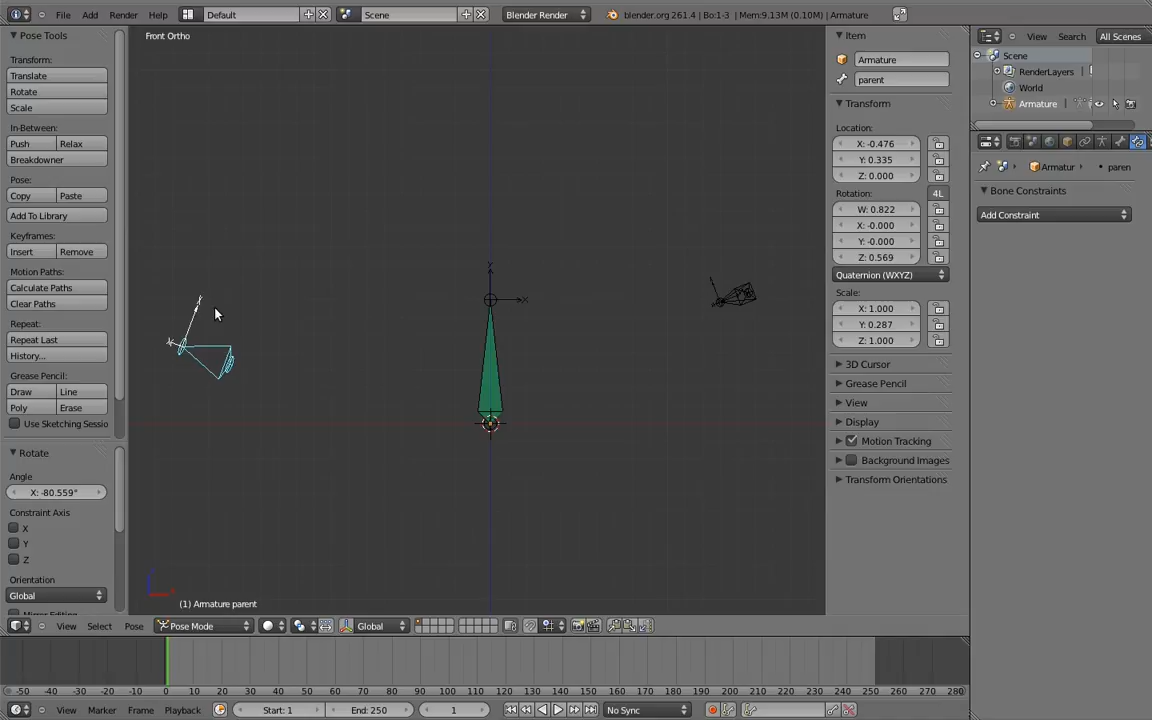 File Add Render Help Default Scene Blender Render blender.org 261.4 | Bo:1-3 | Mem:9.13M (0.10M) | Armature
Pose Tools
Transform:
Translate
Rotate
Scale
In-Between:
Push Relax
Breakdowner
Pose:
Copy Paste
Add To Library
Keyframes:
Insert Remove
Motion Paths:
Calculate Paths
Clear Paths
Repeat:
Repeat Last
History...
Grease Pencil:
Draw Line
Poly Erase
Use Sketching Sessio
Rotate
Angle
X: -80.559°
Constraint Axis
X
Y
Z
Orientation
Global
Front Ortho
Y
X
(1) Armature parent
View Select Pose Pose Mode Global
Item
Armature
parent
Transform
Location:
X: -0.476
Y: 0.335
Z: 0.000
Rotation:
4L
W: 0.822
X: -0.000
Y: -0.000
Z: 0.569
Quaternion (WXYZ)
Scale:
X: 1.000
Y: 0.287
Z: 1.000
3D Cursor
Grease Pencil
View
Display
Motion Tracking
Background Images
Transform Orientations
View Search All Scenes
Scene
RenderLayers
World
Armature
Armatur paren
Bone Constraints
Add Constraint
-50 -40 -30 -20 -10 0 10 20 30 40 50 60 70 80 90 100 110 120 130 140 150 160 170 180 190 200 210 220 230 240 250 260 270 280
View Marker Frame Playback Start: 1 End: 250 1 No Sync